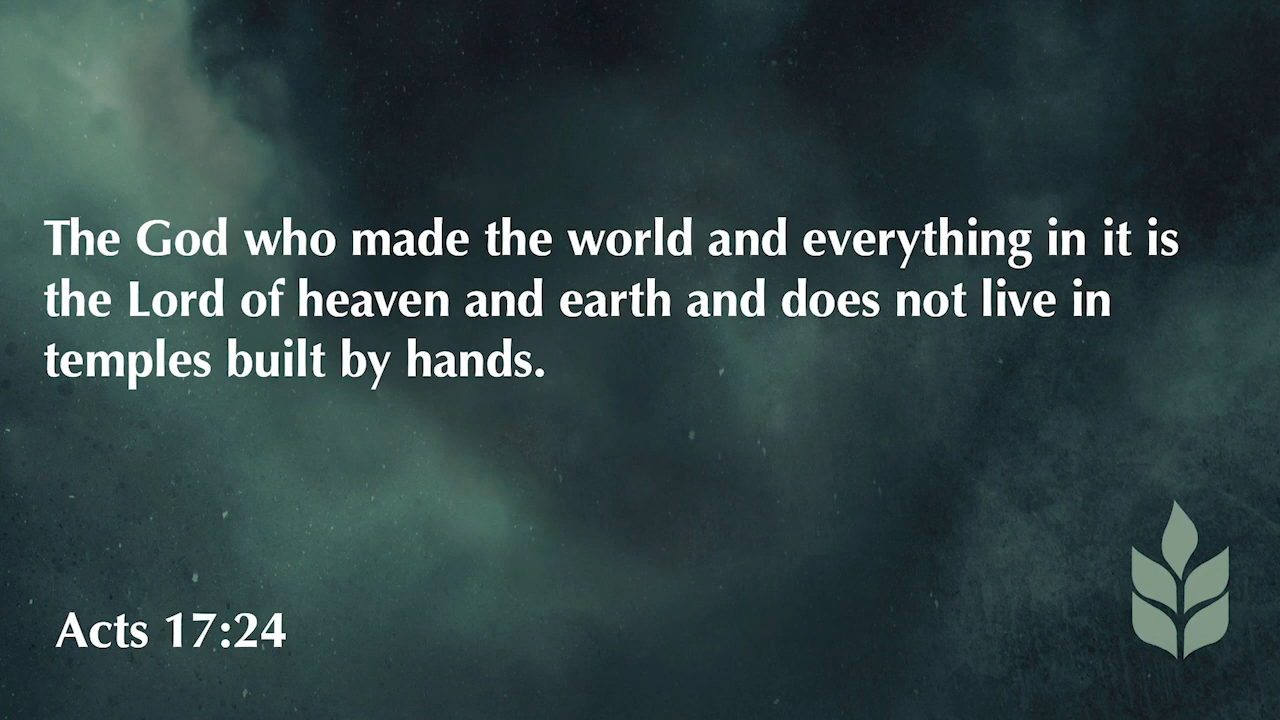 The God who made the world and everything in it is
the Lord of heaven and earth and does not live in
temples built by hands.
Acts 17:24